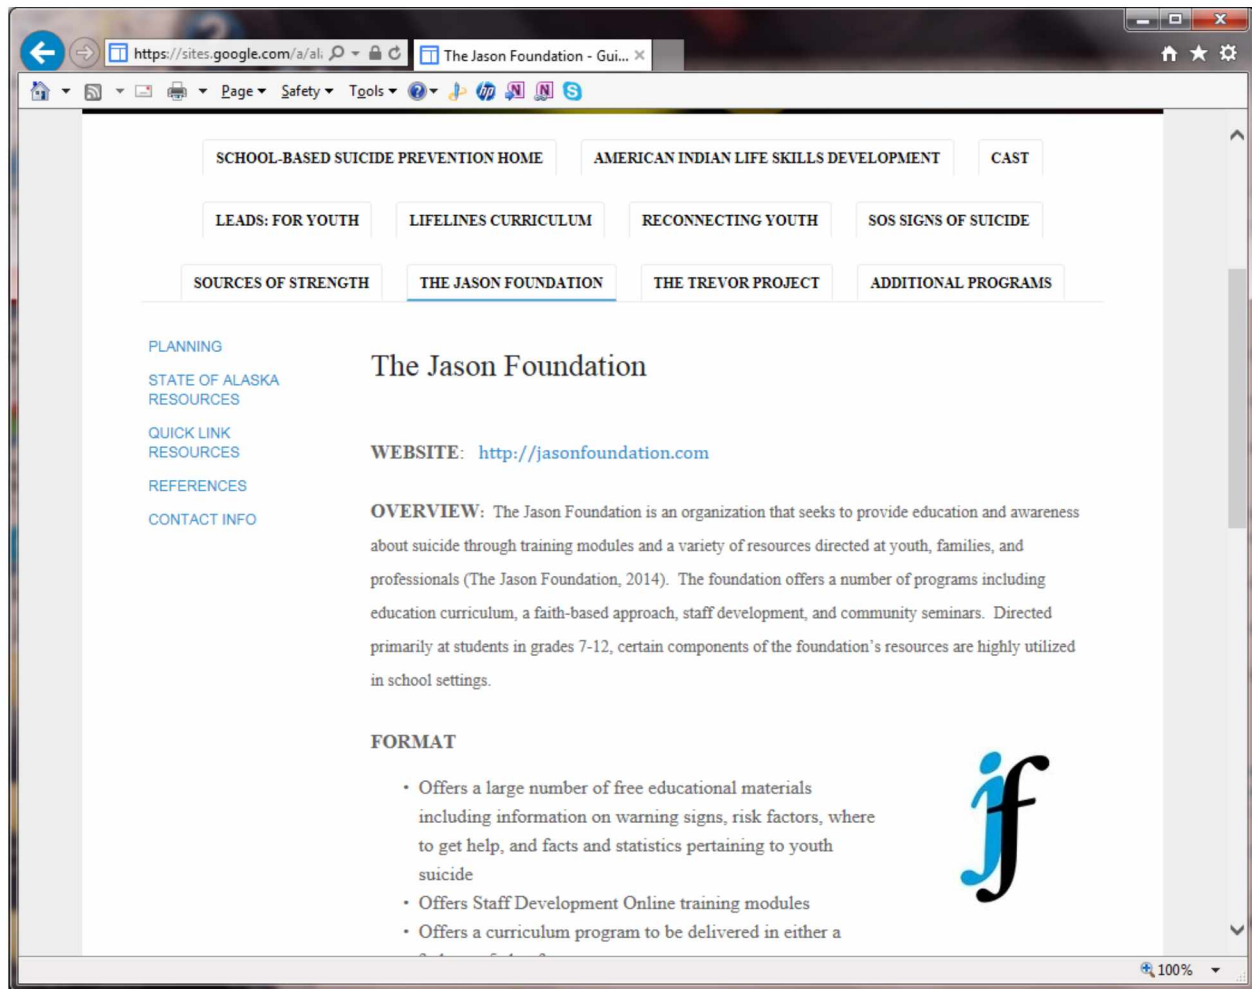 https://sites.google.com/a/al
The Jason Foundation - Gui...
Page Safety Tools
SCHOOL-BASED SUICIDE PREVENTION HOME AMERICAN INDIAN LIFE SKILLS DEVELOPMENT CAST
LEADS: FOR YOUTH LIFELINES CURRICULUM RECONNECTING YOUTH SOS SIGNS OF SUICIDE
SOURCES OF STRENGTH THE JASON FOUNDATION THE TREVOR PROJECT ADDITIONAL PROGRAMS
PLANNING
STATE OF ALASKA
RESOURCES
QUICK LINK
RESOURCES
REFERENCES
CONTACT INFO
The Jason Foundation
WEBSITE: http://jasonfoundation.com
OVERVIEW: The Jason Foundation is an organization that seeks to provide education and awareness
about suicide through training modules and a variety of resources directed at youth, families, and
professionals (The Jason Foundation, 2014). The foundation offers a number of programs including
education curriculum, a faith-based approach, staff development, and community seminars. Directed
primarily at students in grades 7-12, certain components of the foundation's resources are highly utilized
in school settings.
FORMAT
• Offers a large number of free educational materials
including information on warning signs, risk factors, where
to get help, and facts and statistics pertaining to youth
suicide
• Offers Staff Development Online training modules
• Offers a curriculum program to be delivered in either a
jf
100%